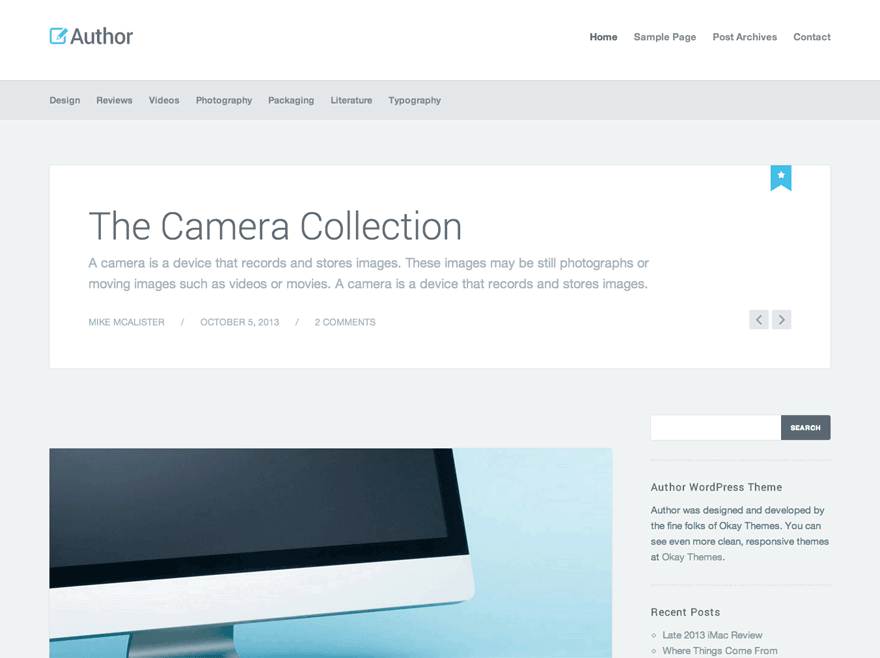 Author
Home Sample Page Post Archives Contact
Design Reviews Videos Photography Packaging Literature Typography
The Camera Collection
A camera is a device that records and stores images. These images may be still photographs or
moving images such as videos or movies. A camera is a device that records and stores images.
MIKE MCALISTER / OCTOBER 5, 2013 / 2 COMMENTS
SEARCH
Author WordPress Theme
Author was designed and developed by
the fine folks of Okay Themes. You can
see even more clean, responsive themes
at Okay Themes.
Recent Posts
Late 2013 iMac Review
Where Things Come From